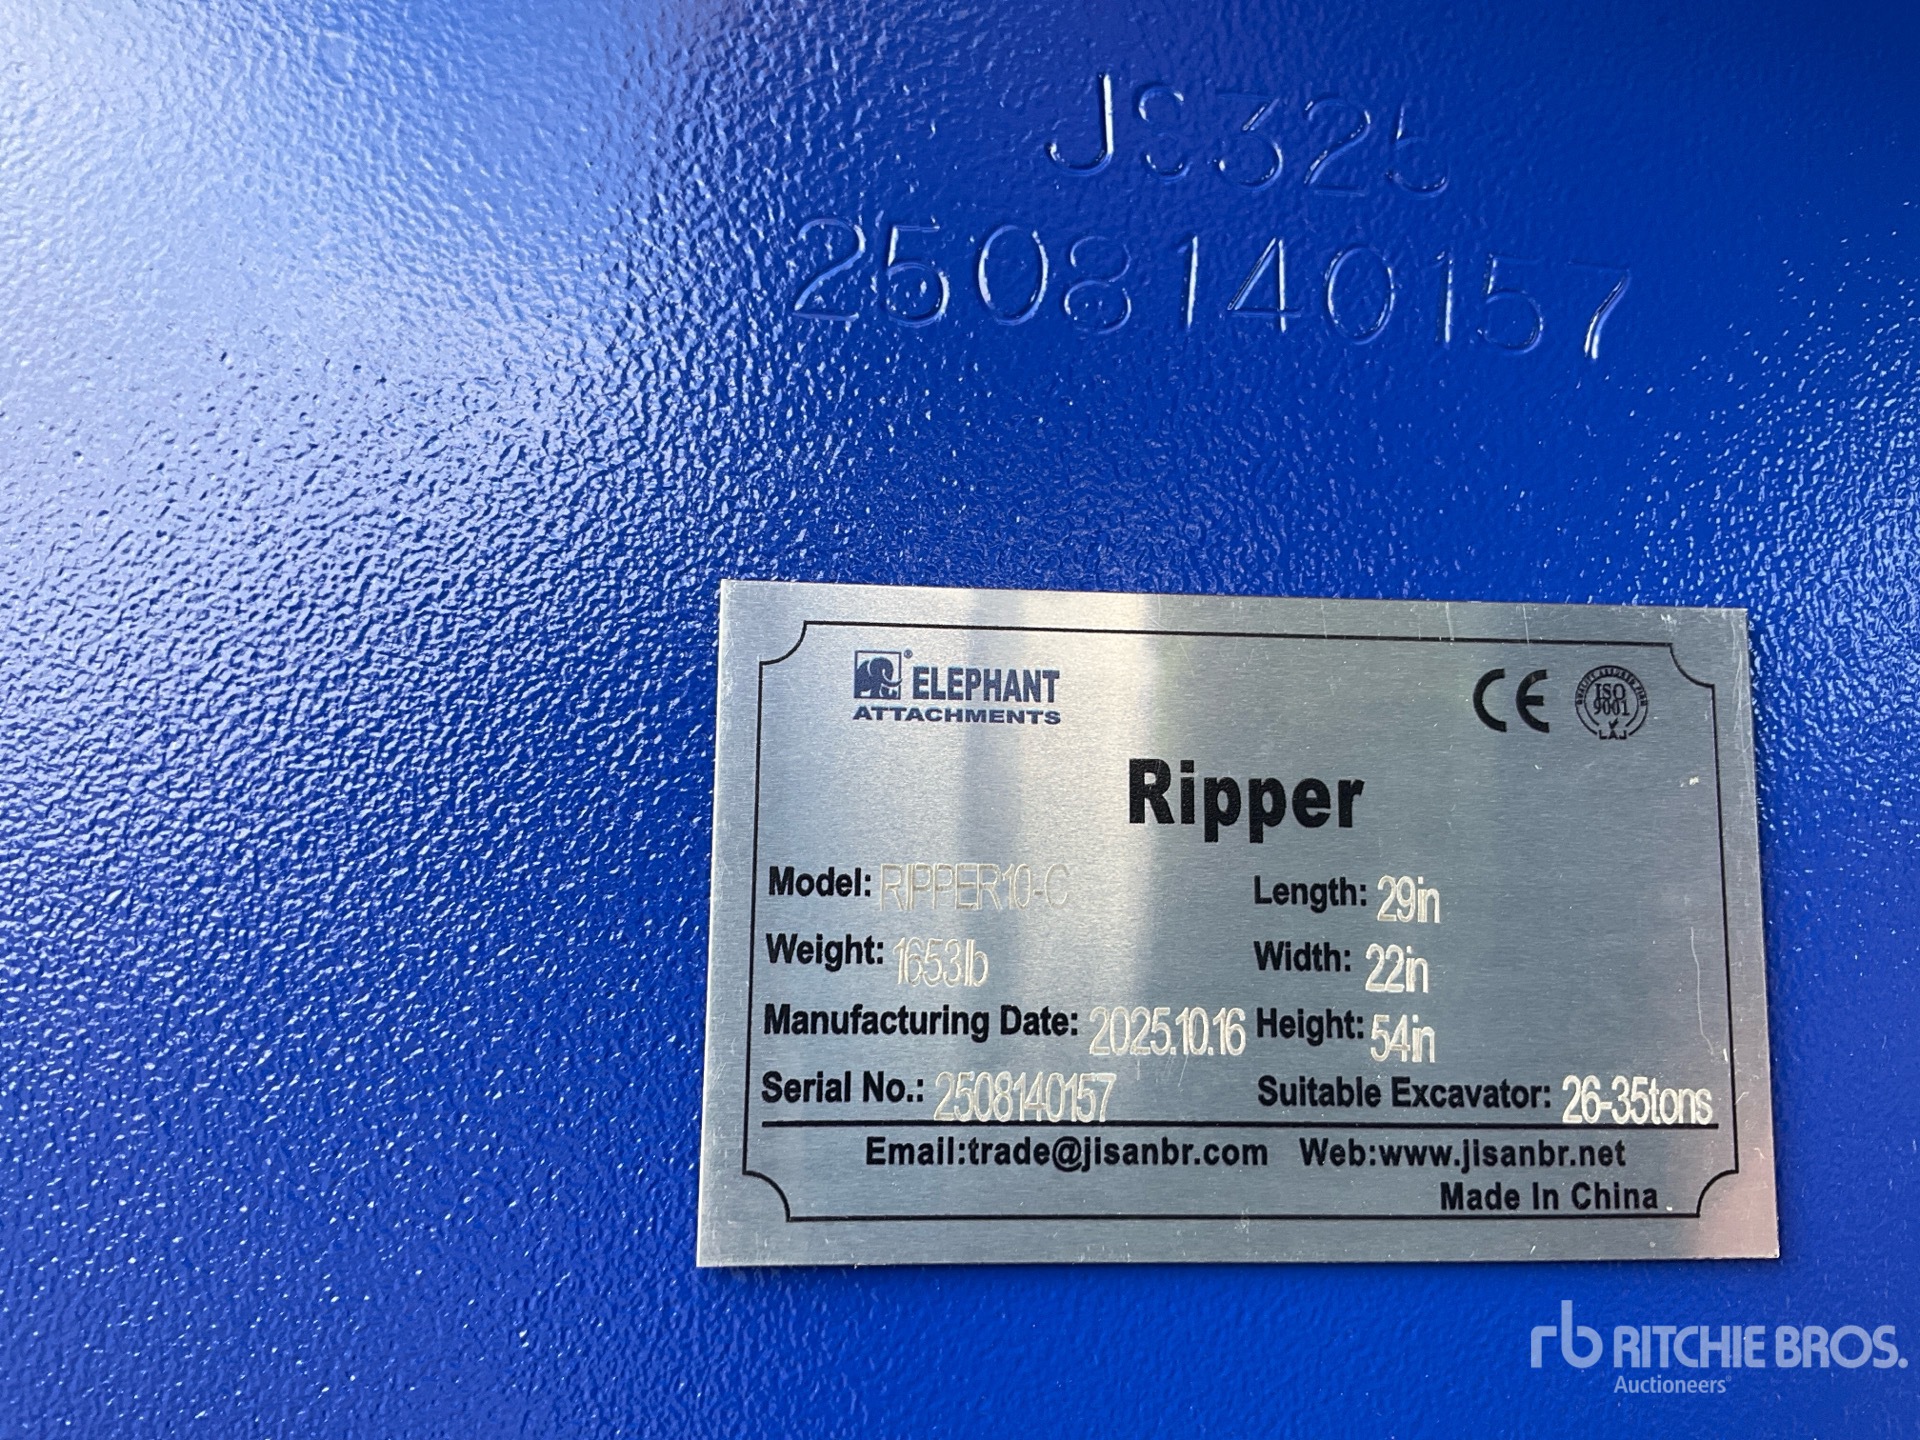 JS325
2508140157
ELEPHANT
ATTACHMENTS
CE
ISO
9001
Ripper
Model: RIPPER10-C Length: 29in
Weight: 1653lb Width: 22in
Manufacturing Date: 2025.10.16 Height: 54in
Serial No.: 2508140157 Suitable Excavator: 26-35tons
Email:trade@jisanbr.com Web:www.jisanbr.net
Made In China
rb RITCHIE BROS.
Auctioneers